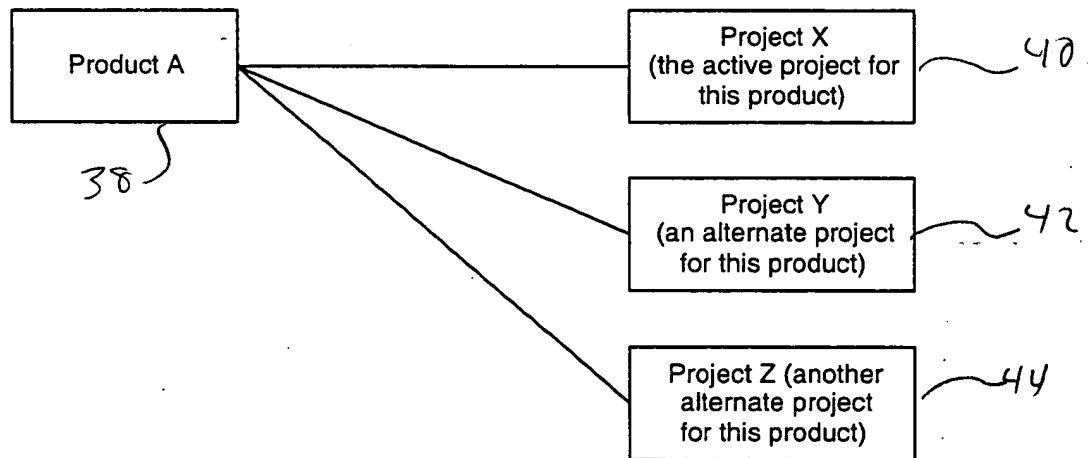 Product A
38
Project X
(the active project for
this product)
40
Project Y
(an alternate project
for this product)
42
Project Z (another
alternate project
for this product)
44